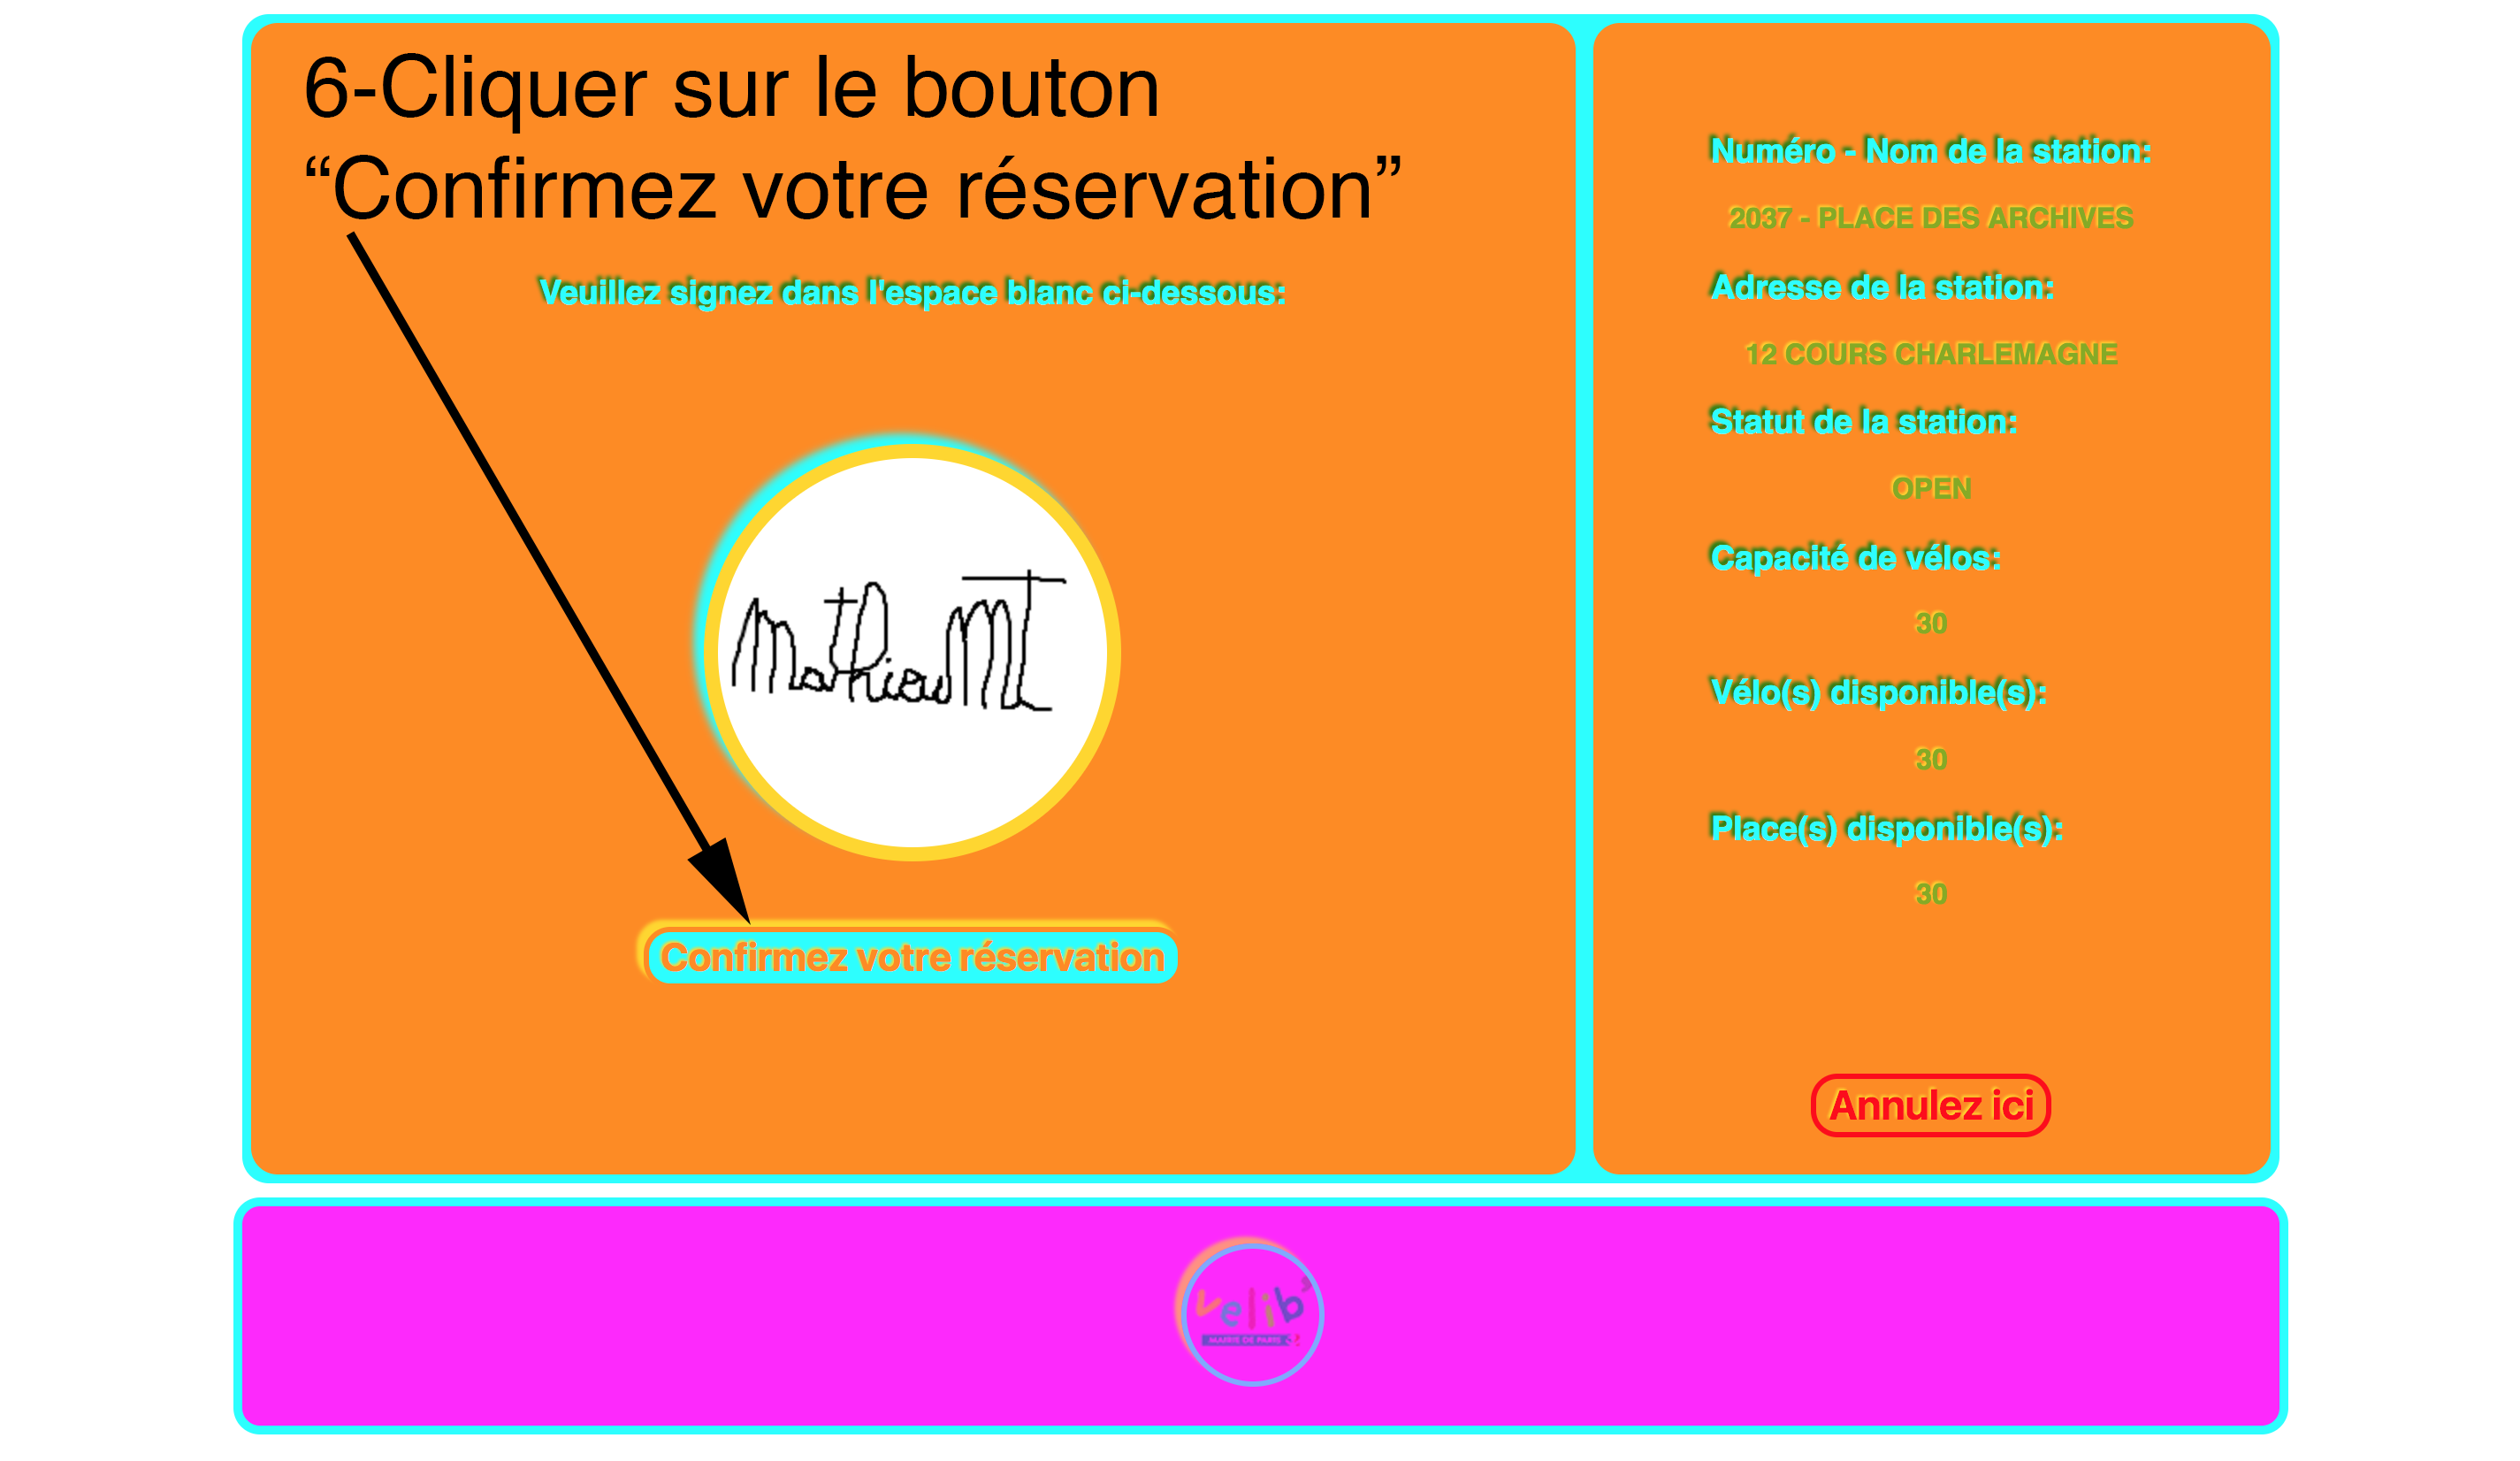 6-Cliquer sur le bouton
“Confirmez votre réservation”
Veuillez signez dans l'espace blanc ci-dessous:
Mathieu MT
Confirmez votre réservation
Numéro - Nom de la station:
2037 - PLACE DES ARCHIVES
Adresse de la station:
12 COURS CHARLEMAGNE
Statut de la station:
OPEN
Capacité de vélos:
30
Vélo(s) disponible(s):
30
Place(s) disponible(s):
30
Annulez ici
velib'
MAIRIE DE PARIS